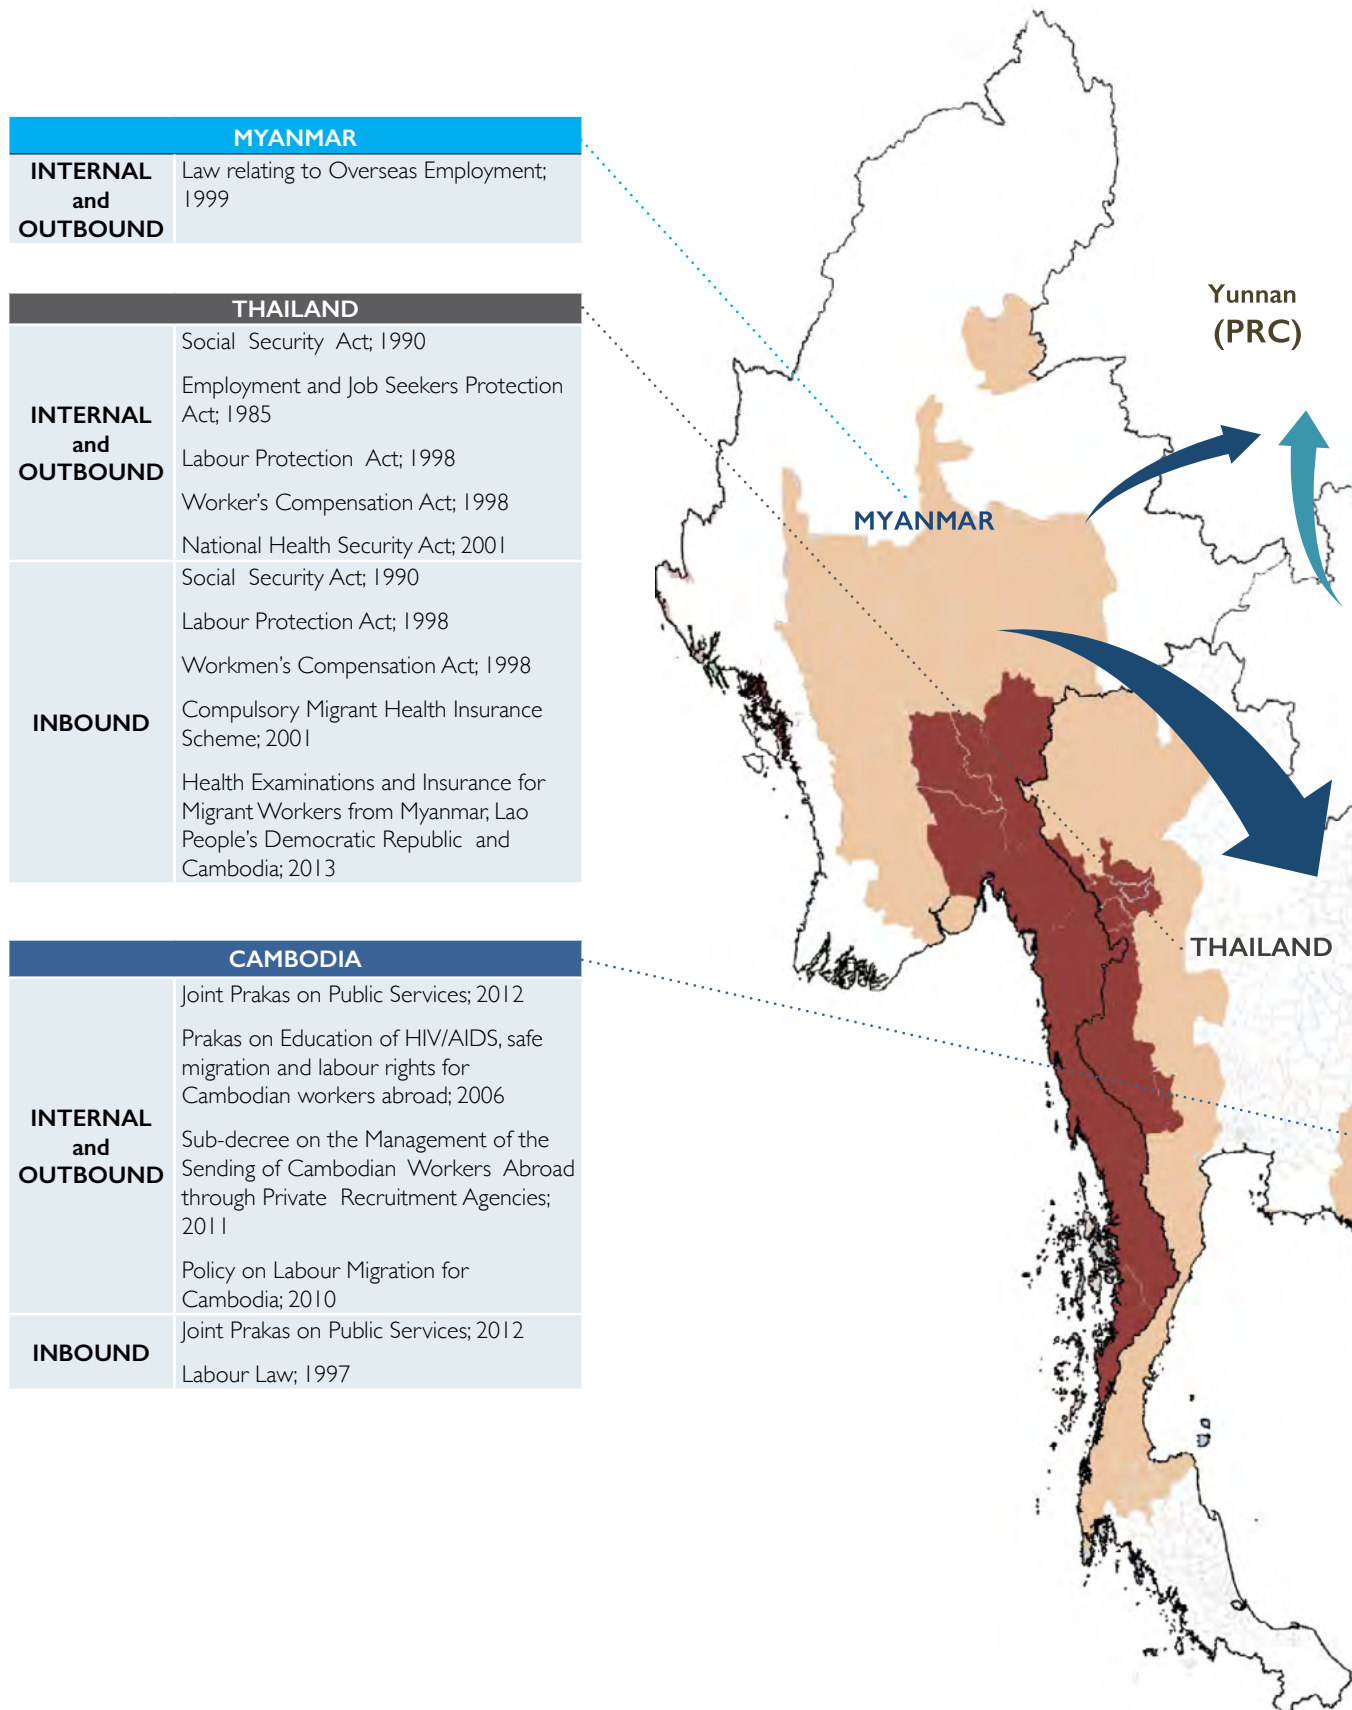 MYANMAR
INTERNAL
and
OUTBOUND
Law relating to Overseas Employment;
1999
THAILAND
INTERNAL
and
OUTBOUND
Social Security Act; 1990
Employment and Job Seekers Protection
Act; 1985
Labour Protection Act; 1998
Worker’s Compensation Act; 1998
National Health Security Act; 2001
INBOUND
Social Security Act; 1990
Labour Protection Act; 1998
Workmen’s Compensation Act; 1998
Compulsory Migrant Health Insurance
Scheme; 2001
Health Examinations and Insurance for
Migrant Workers from Myanmar, Lao
People’s Democratic Republic and
Cambodia; 2013
CAMBODIA
INTERNAL
and
OUTBOUND
Joint Prakas on Public Services; 2012
Prakas on Education of HIV/AIDS, safe
migration and labour rights for
Cambodian workers abroad; 2006
Sub-decree on the Management of the
Sending of Cambodian Workers Abroad
through Private Recruitment Agencies;
2011
Policy on Labour Migration for
Cambodia; 2010
INBOUND
Joint Prakas on Public Services; 2012
Labour Law; 1997
Yunnan
(PRC)
MYANMAR
THAILAND